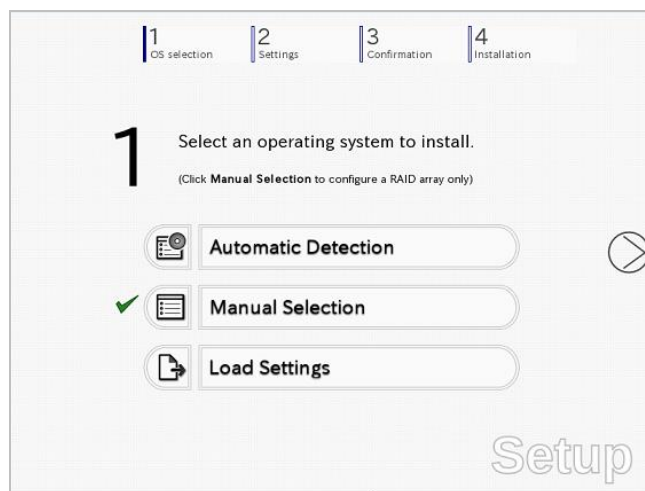 1
OS selection
2
Settings
3
Confirmation
4
Installation
1
Select an operating system to install.
(Click Manual Selection to configure a RAID array only)
Automatic Detection
Manual Selection
Load Settings
Setup